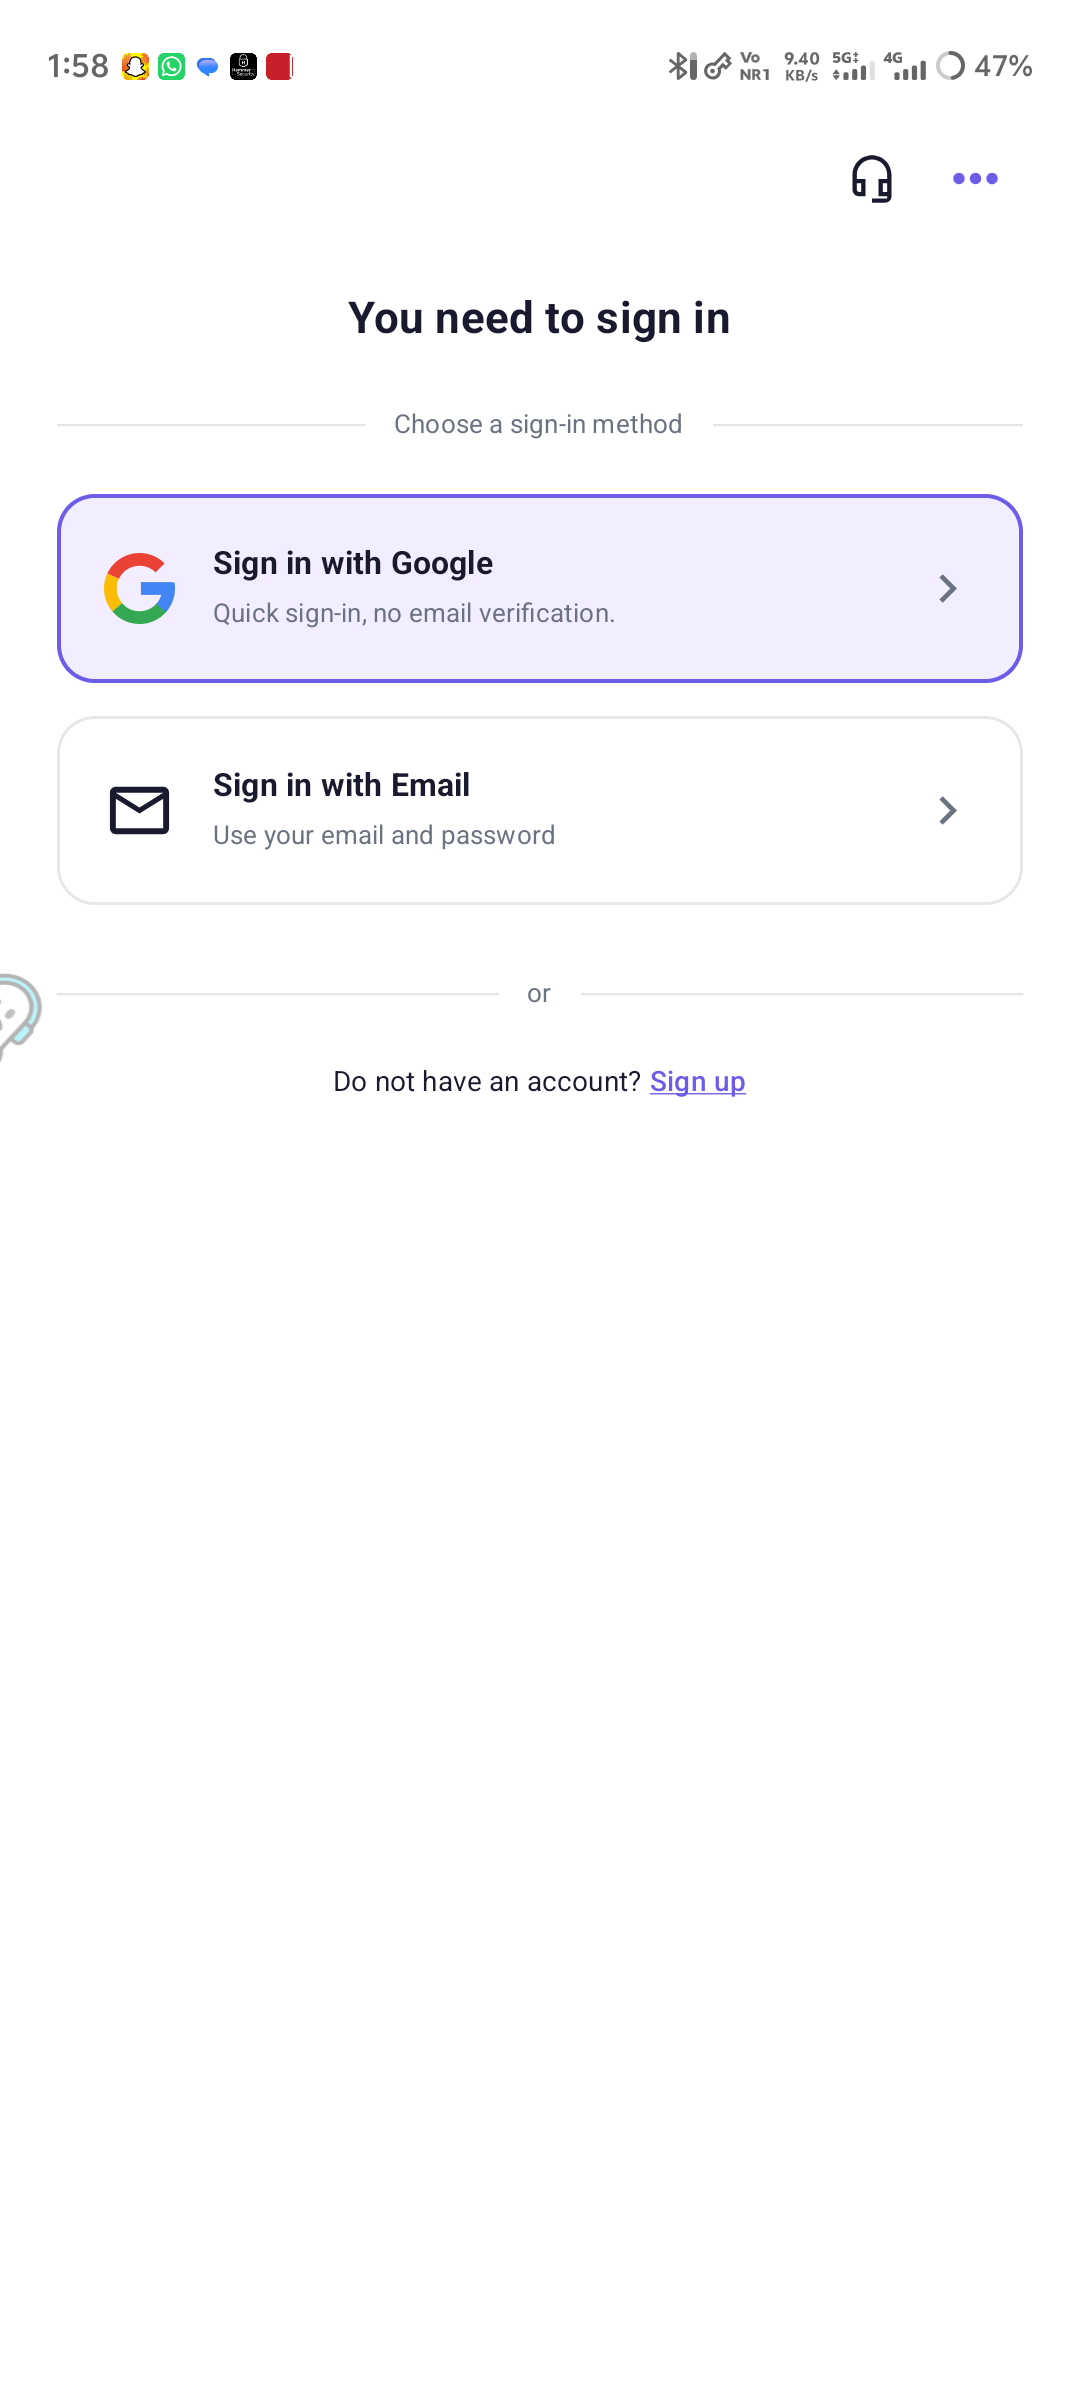 1:58
Vo
NR1
9.40
KB/s
5G
4G
47%
You need to sign in
Choose a sign-in method
Sign in with Google
Quick sign-in, no email verification.
Sign in with Email
Use your email and password
or
Do not have an account? Sign up